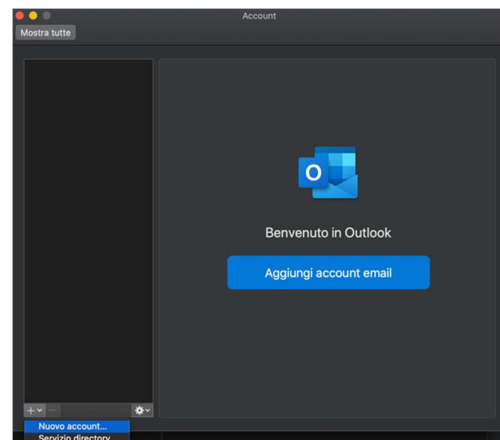 Account
Mostra tutte
O
Benvenuto in Outlook
Aggiungi account email
Nuovo account...
Servizio directory